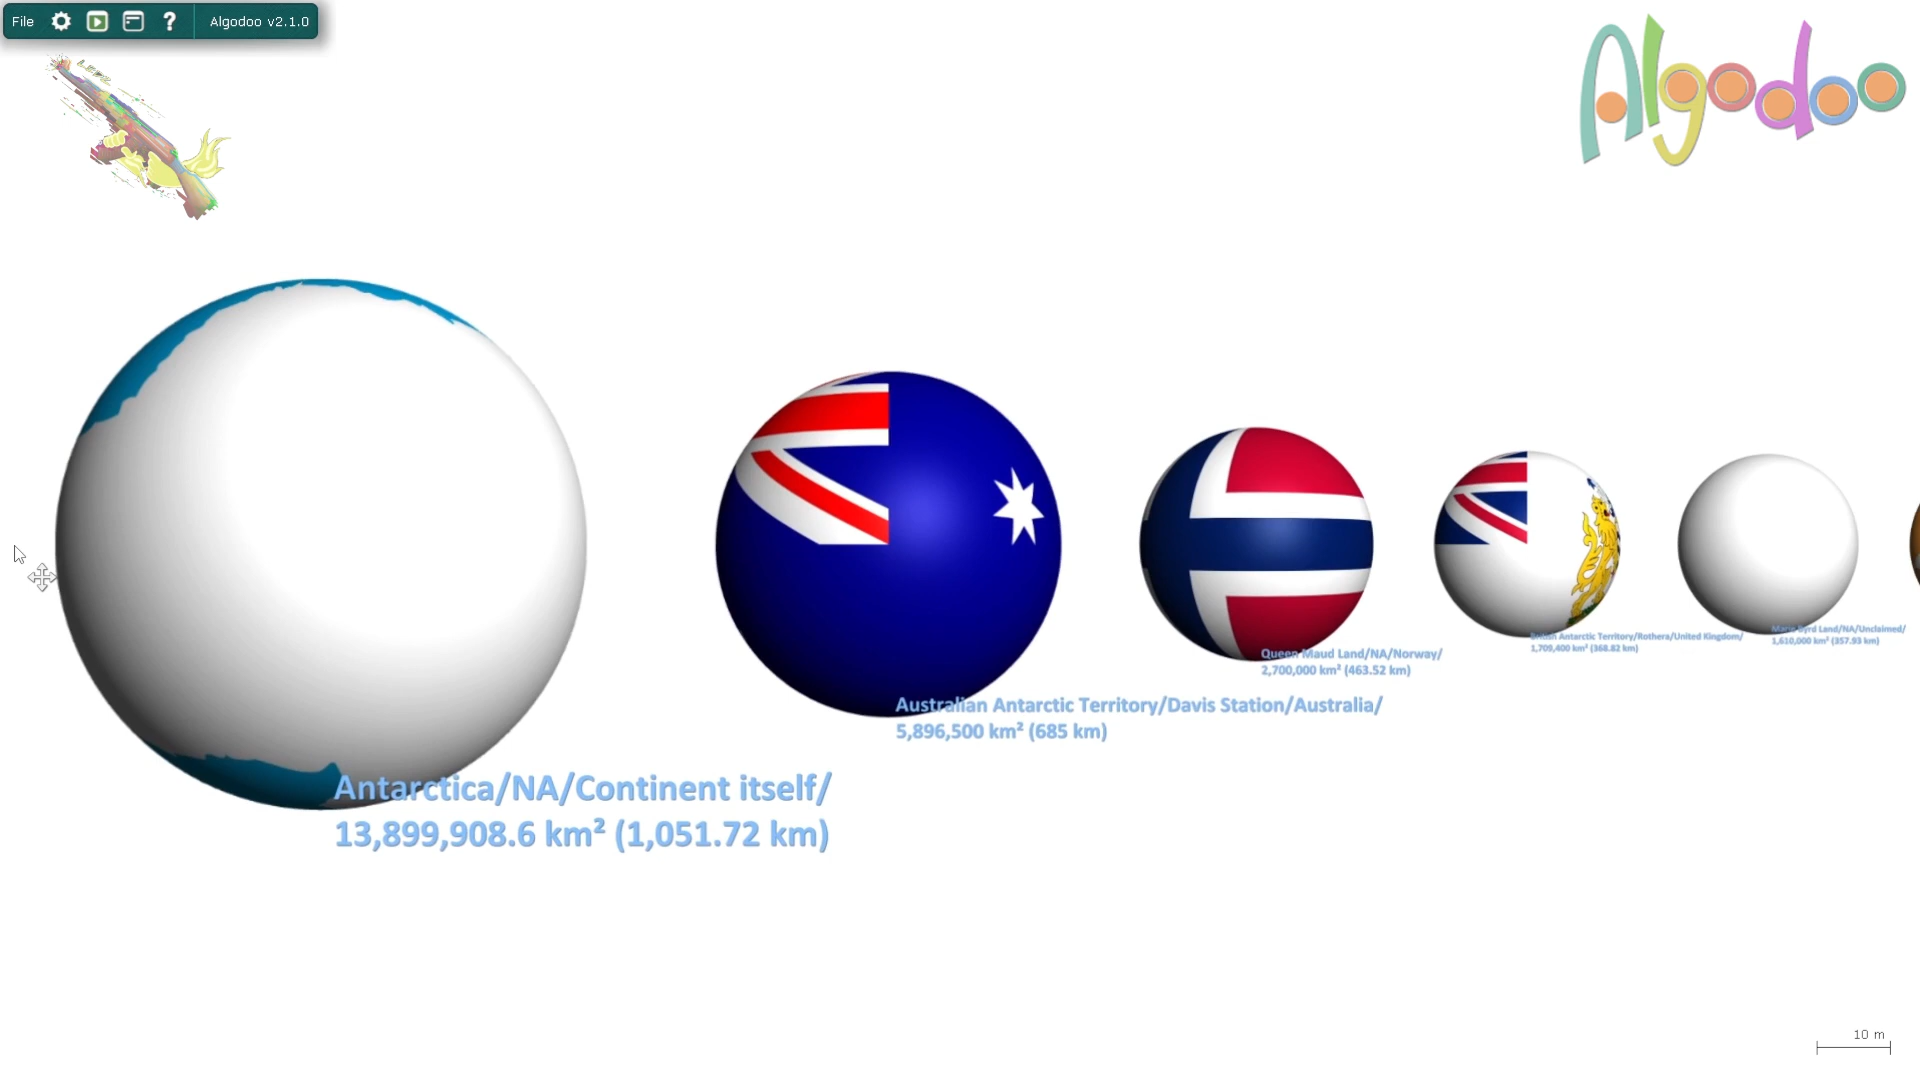 File
Algodoo v2.1.0
Algodoo
Antarctica/NA/Continent itself/
13,899,908.6 km² (1,051.72 km)
Australian Antarctic Territory/Davis Station/Australia/
5,896,500 km² (685 km)
Queen Maud Land/NA/Norway/
2,700,000 km² (463.52 km)
British Antarctic Territory/Rothera/United Kingdom/
1,709,400 km² (368.82 km)
Marie Byrd Land/NA/Unclaimed/
1,610,000 km² (357.93 km)
10 m